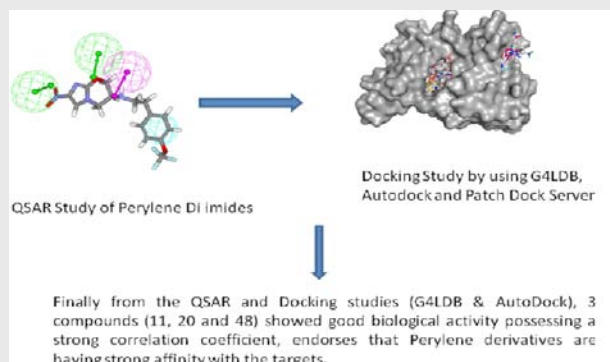 QSAR Study of Perylene Di imides
Docking Study by using G4LDB,
Autodock and Patch Dock Server
Finally from the QSAR and Docking studies (G4LDB & AutoDock), 3
compounds (11, 20 and 48) showed good biological activity possessing a
strong correlation coefficient, endorses that Perylene derivatives are
having strong affinity with the targets.